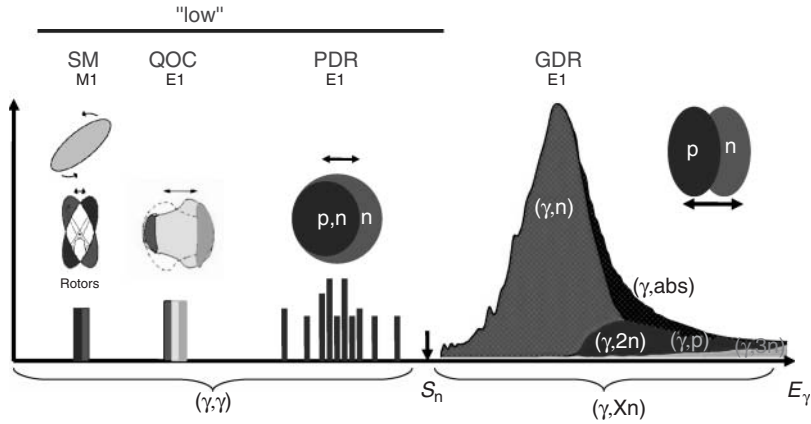 "low"
SM QOC PDR GDR
M1 E1 E1 E1
p n
p,n n
(γ,n)
Rotors
(γ,abs)
(γ,2n) (γ,p) (γ,3n)
(γ,γ) Sn (γ,Xn) Eγ